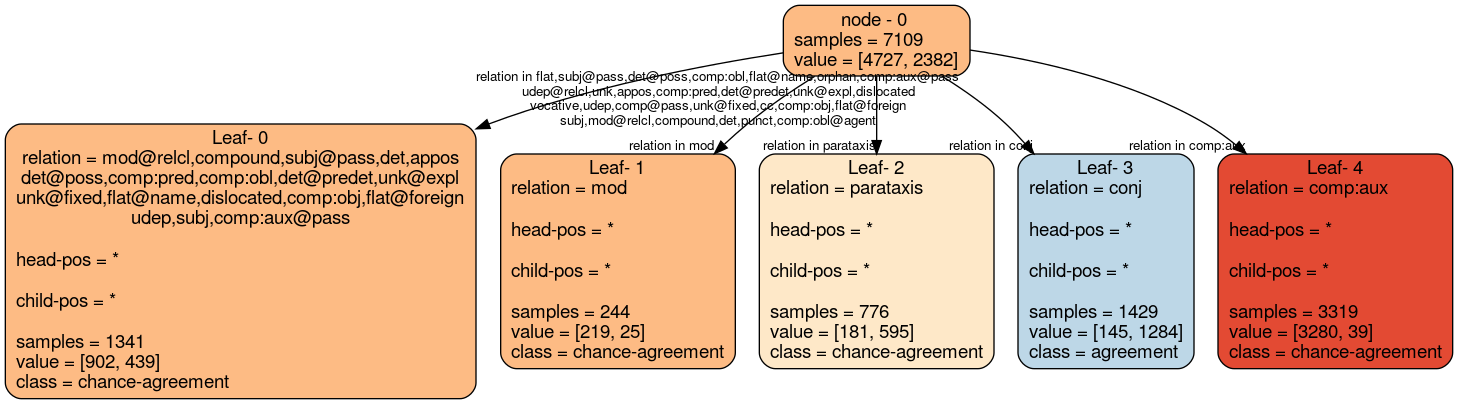 node - 0
samples = 7109
value = [4727, 2382]
relation in flat,subj@pass,det@poss,comp:obl,flat@name,orphan,comp:aux@pass
udep@relcl,unk,appos,comp:pred,det@predet,unk@expl,dislocated
vocative,udep,comp@pass,unk@fixed,cc,comp:obj,flat@foreign
subj,mod@relcl,compound,det,punct,comp:obl@agent
relation in mod
relation in parataxis
relation in conj
relation in comp:aux
Leaf- 0
relation = mod@relcl,compound,subj@pass,det,appos
det@poss,comp:pred,comp:obl,det@predet,unk@expl
unk@fixed,flat@name,dislocated,comp:obj,flat@foreign
udep,subj,comp:aux@pass
head-pos = *
child-pos = *
samples = 1341
value = [902, 439]
class = chance-agreement
Leaf- 1
relation = mod
head-pos = *
child-pos = *
samples = 244
value = [219, 25]
class = chance-agreement
Leaf- 2
relation = parataxis
head-pos = *
child-pos = *
samples = 776
value = [181, 595]
class = chance-agreement
Leaf- 3
relation = conj
head-pos = *
child-pos = *
samples = 1429
value = [145, 1284]
class = agreement
Leaf- 4
relation = comp:aux
head-pos = *
child-pos = *
samples = 3319
value = [3280, 39]
class = chance-agreement